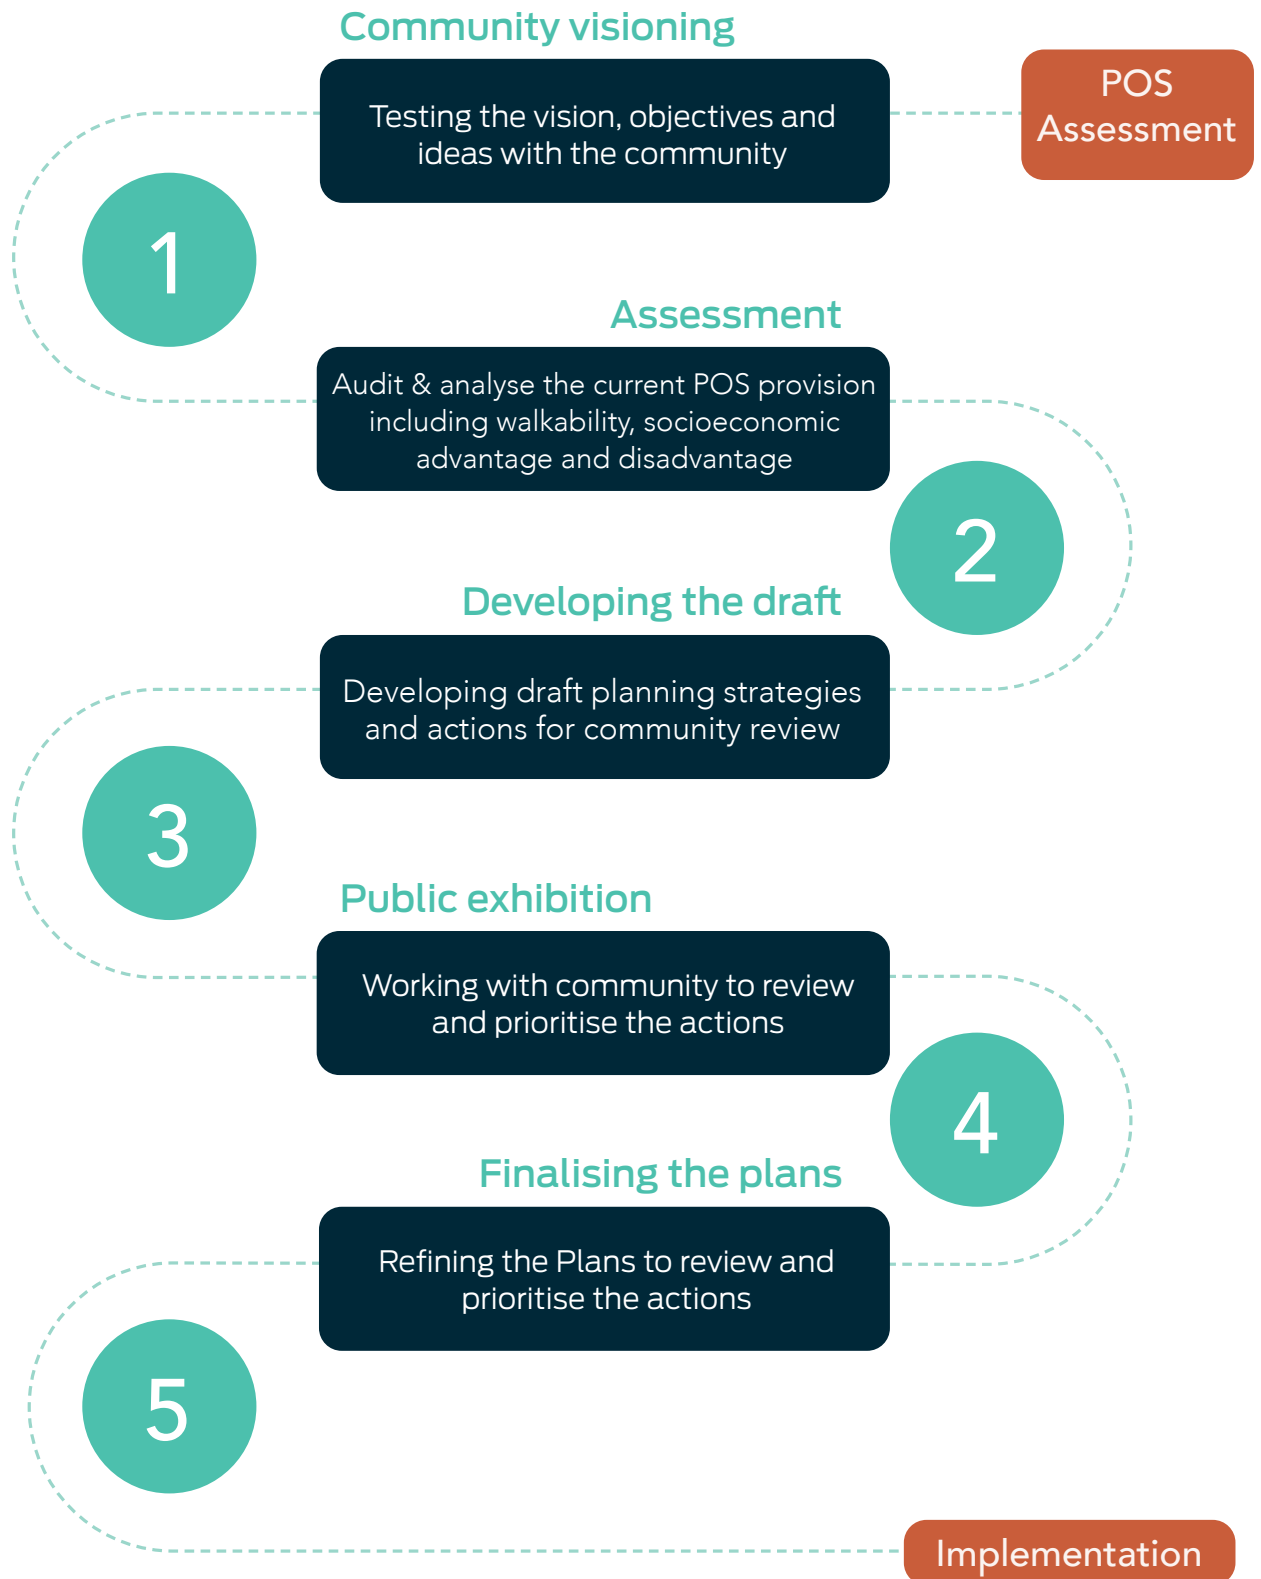 Community visioning
POS
Assessment
Testing the vision, objectives and
ideas with the community
1
Assessment
Audit & analyse the current POS provision
including walkability, socioeconomic
advantage and disadvantage
2
Developing the draft
Developing draft planning strategies
and actions for community review
3
Public exhibition
Working with community to review
and prioritise the actions
4
Finalising the plans
Refining the Plans to review and
prioritise the actions
5
Implementation